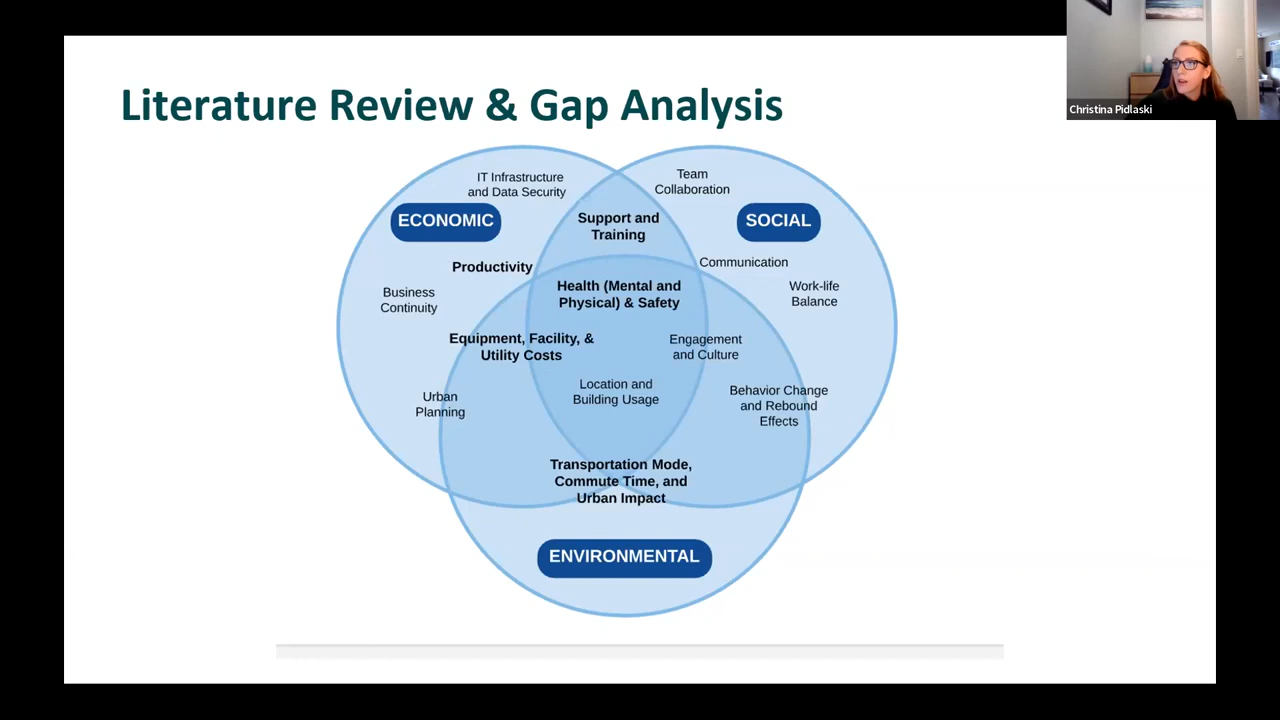 Literature Review & Gap Analysis
Christina Pidlaski
IT Infrastructure
and Data Security
Team
Collaboration
ECONOMIC
Support and
Training
SOCIAL
Productivity
Communication
Business
Continuity
Health (Mental and
Physical) & Safety
Work-life
Balance
Equipment, Facility, &
Utility Costs
Engagement
and Culture
Urban
Planning
Location and
Building Usage
Behavior Change
and Rebound
Effects
Transportation Mode,
Commute Time, and
Urban Impact
ENVIRONMENTAL